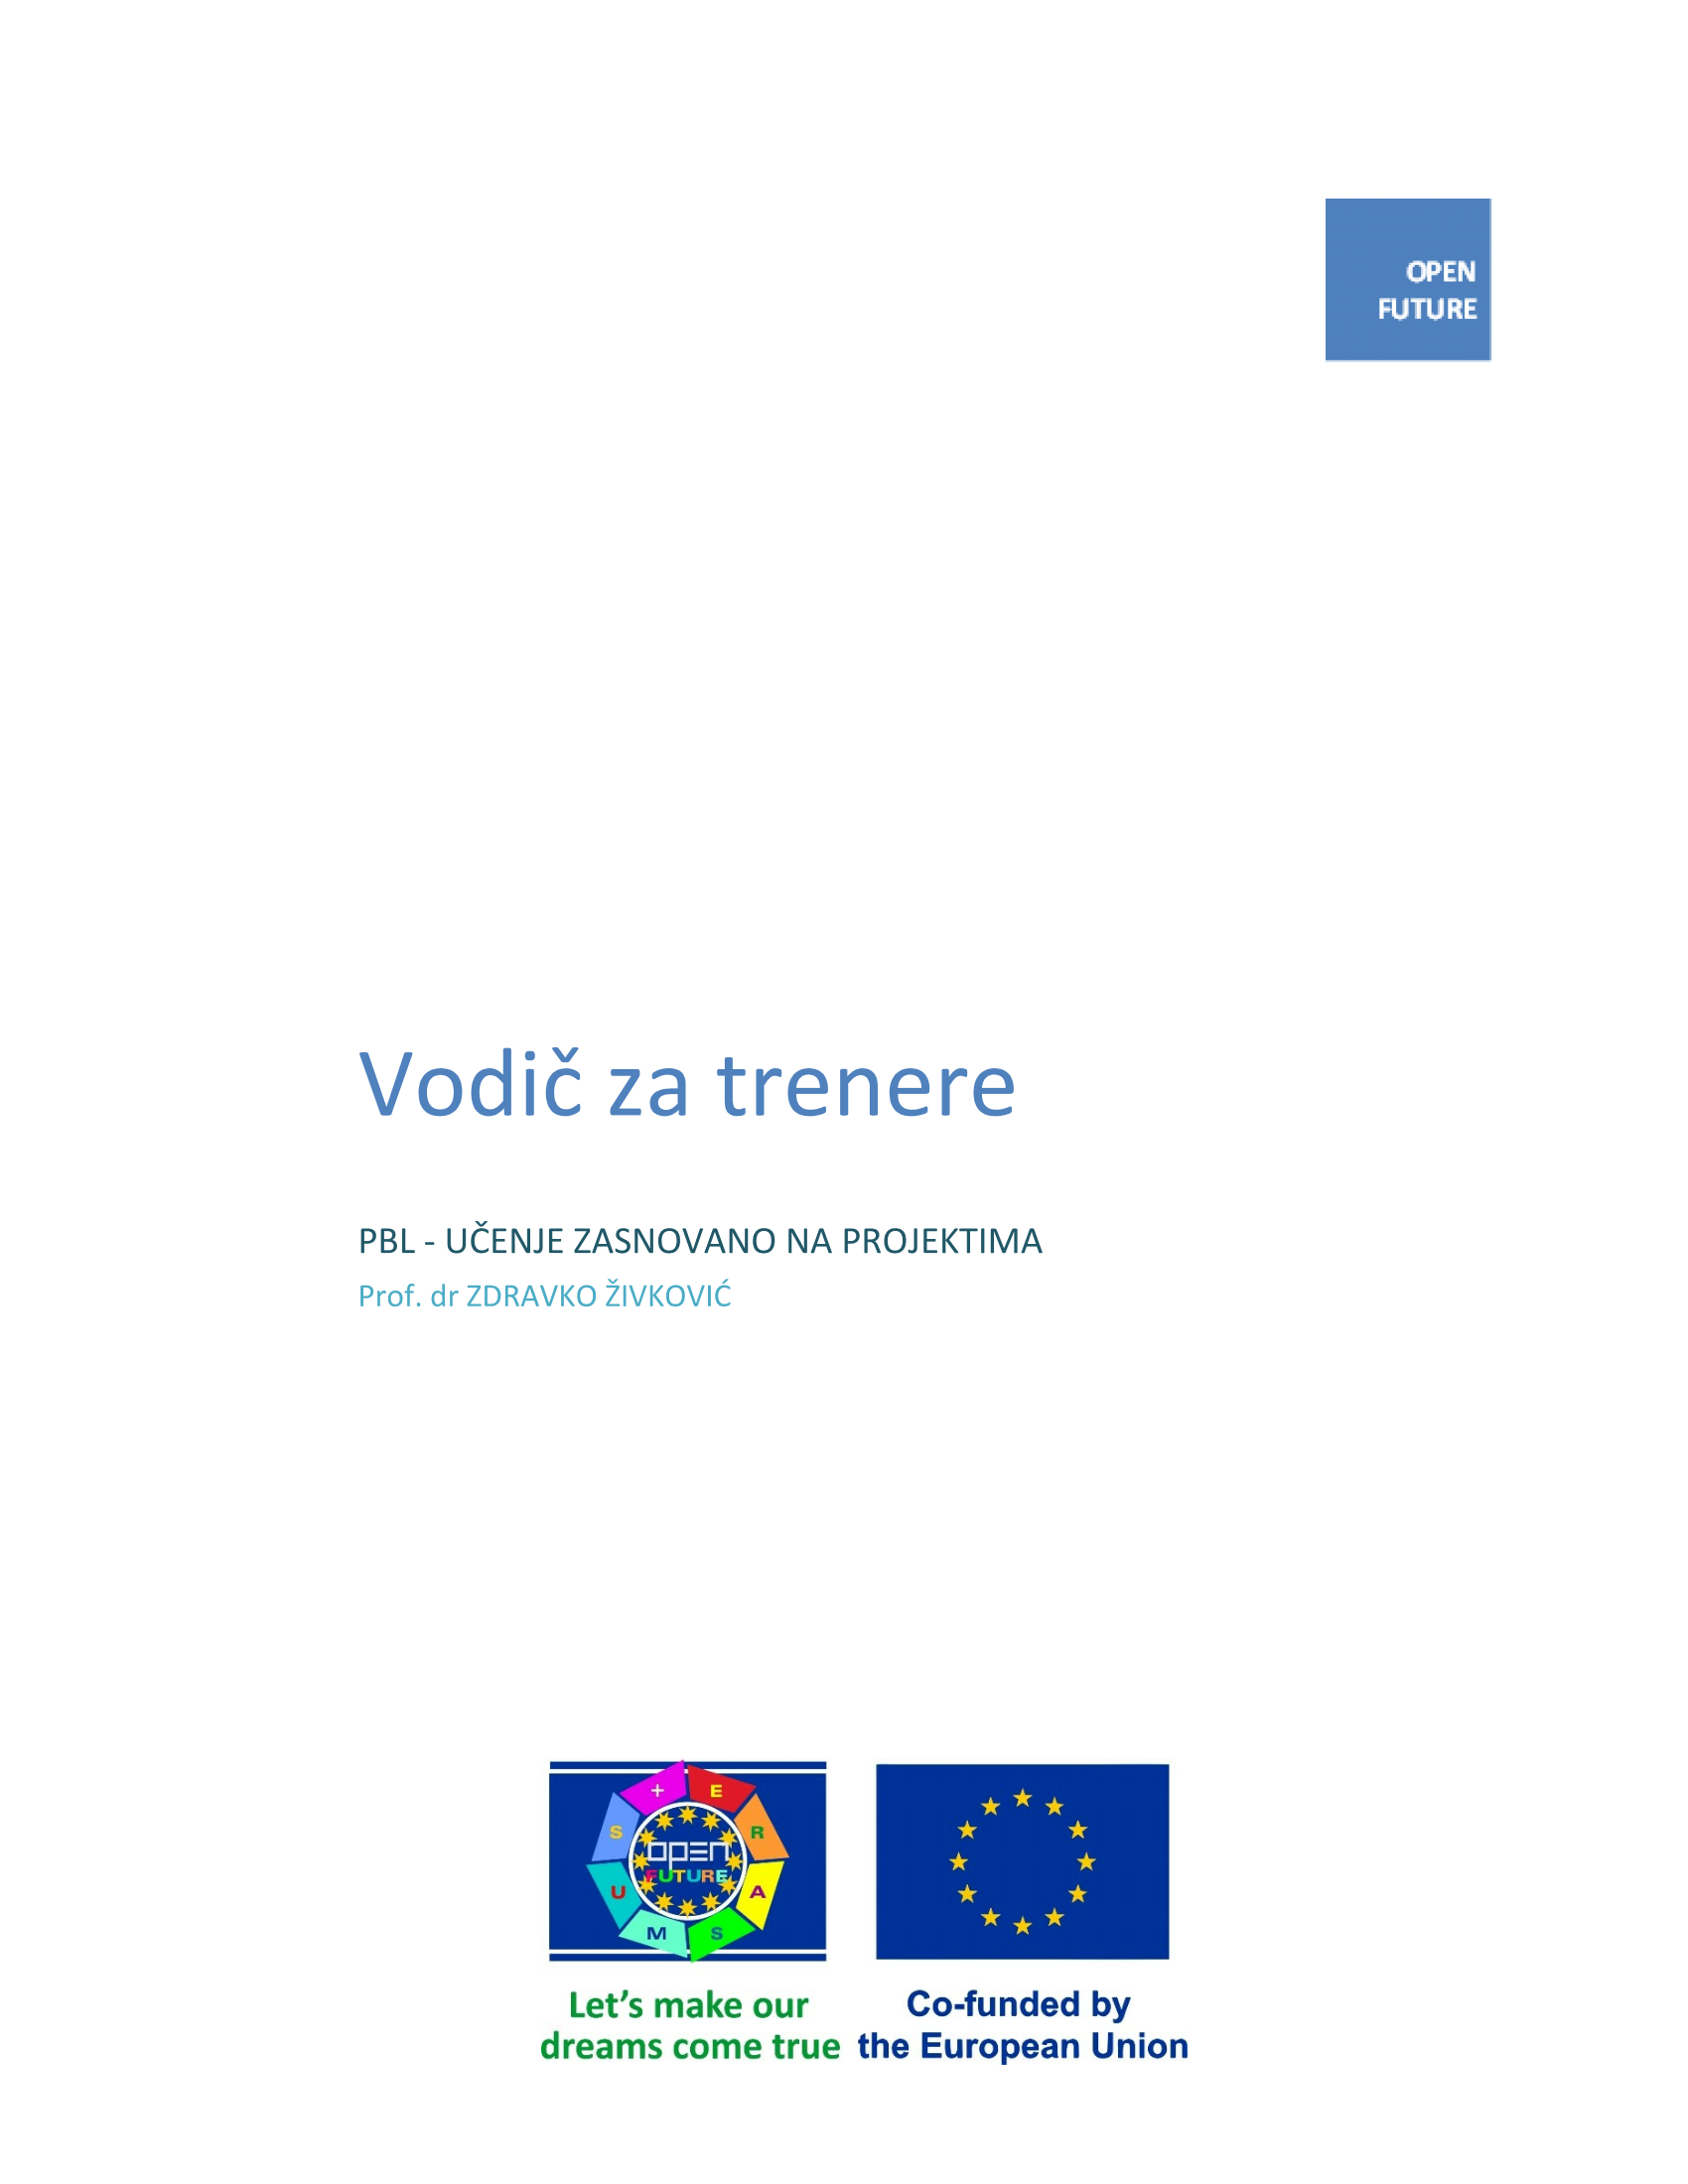 OPEN
FUTURE
Vodič za trenere
PBL - UČENJE ZASNOVANO NA PROJEKTIMA
Prof. dr ZDRAVKO ŽIVKOVIĆ
+ E R A S M U S
open
FUTURE
Let’s make our
dreams come true
Co-funded by
the European Union